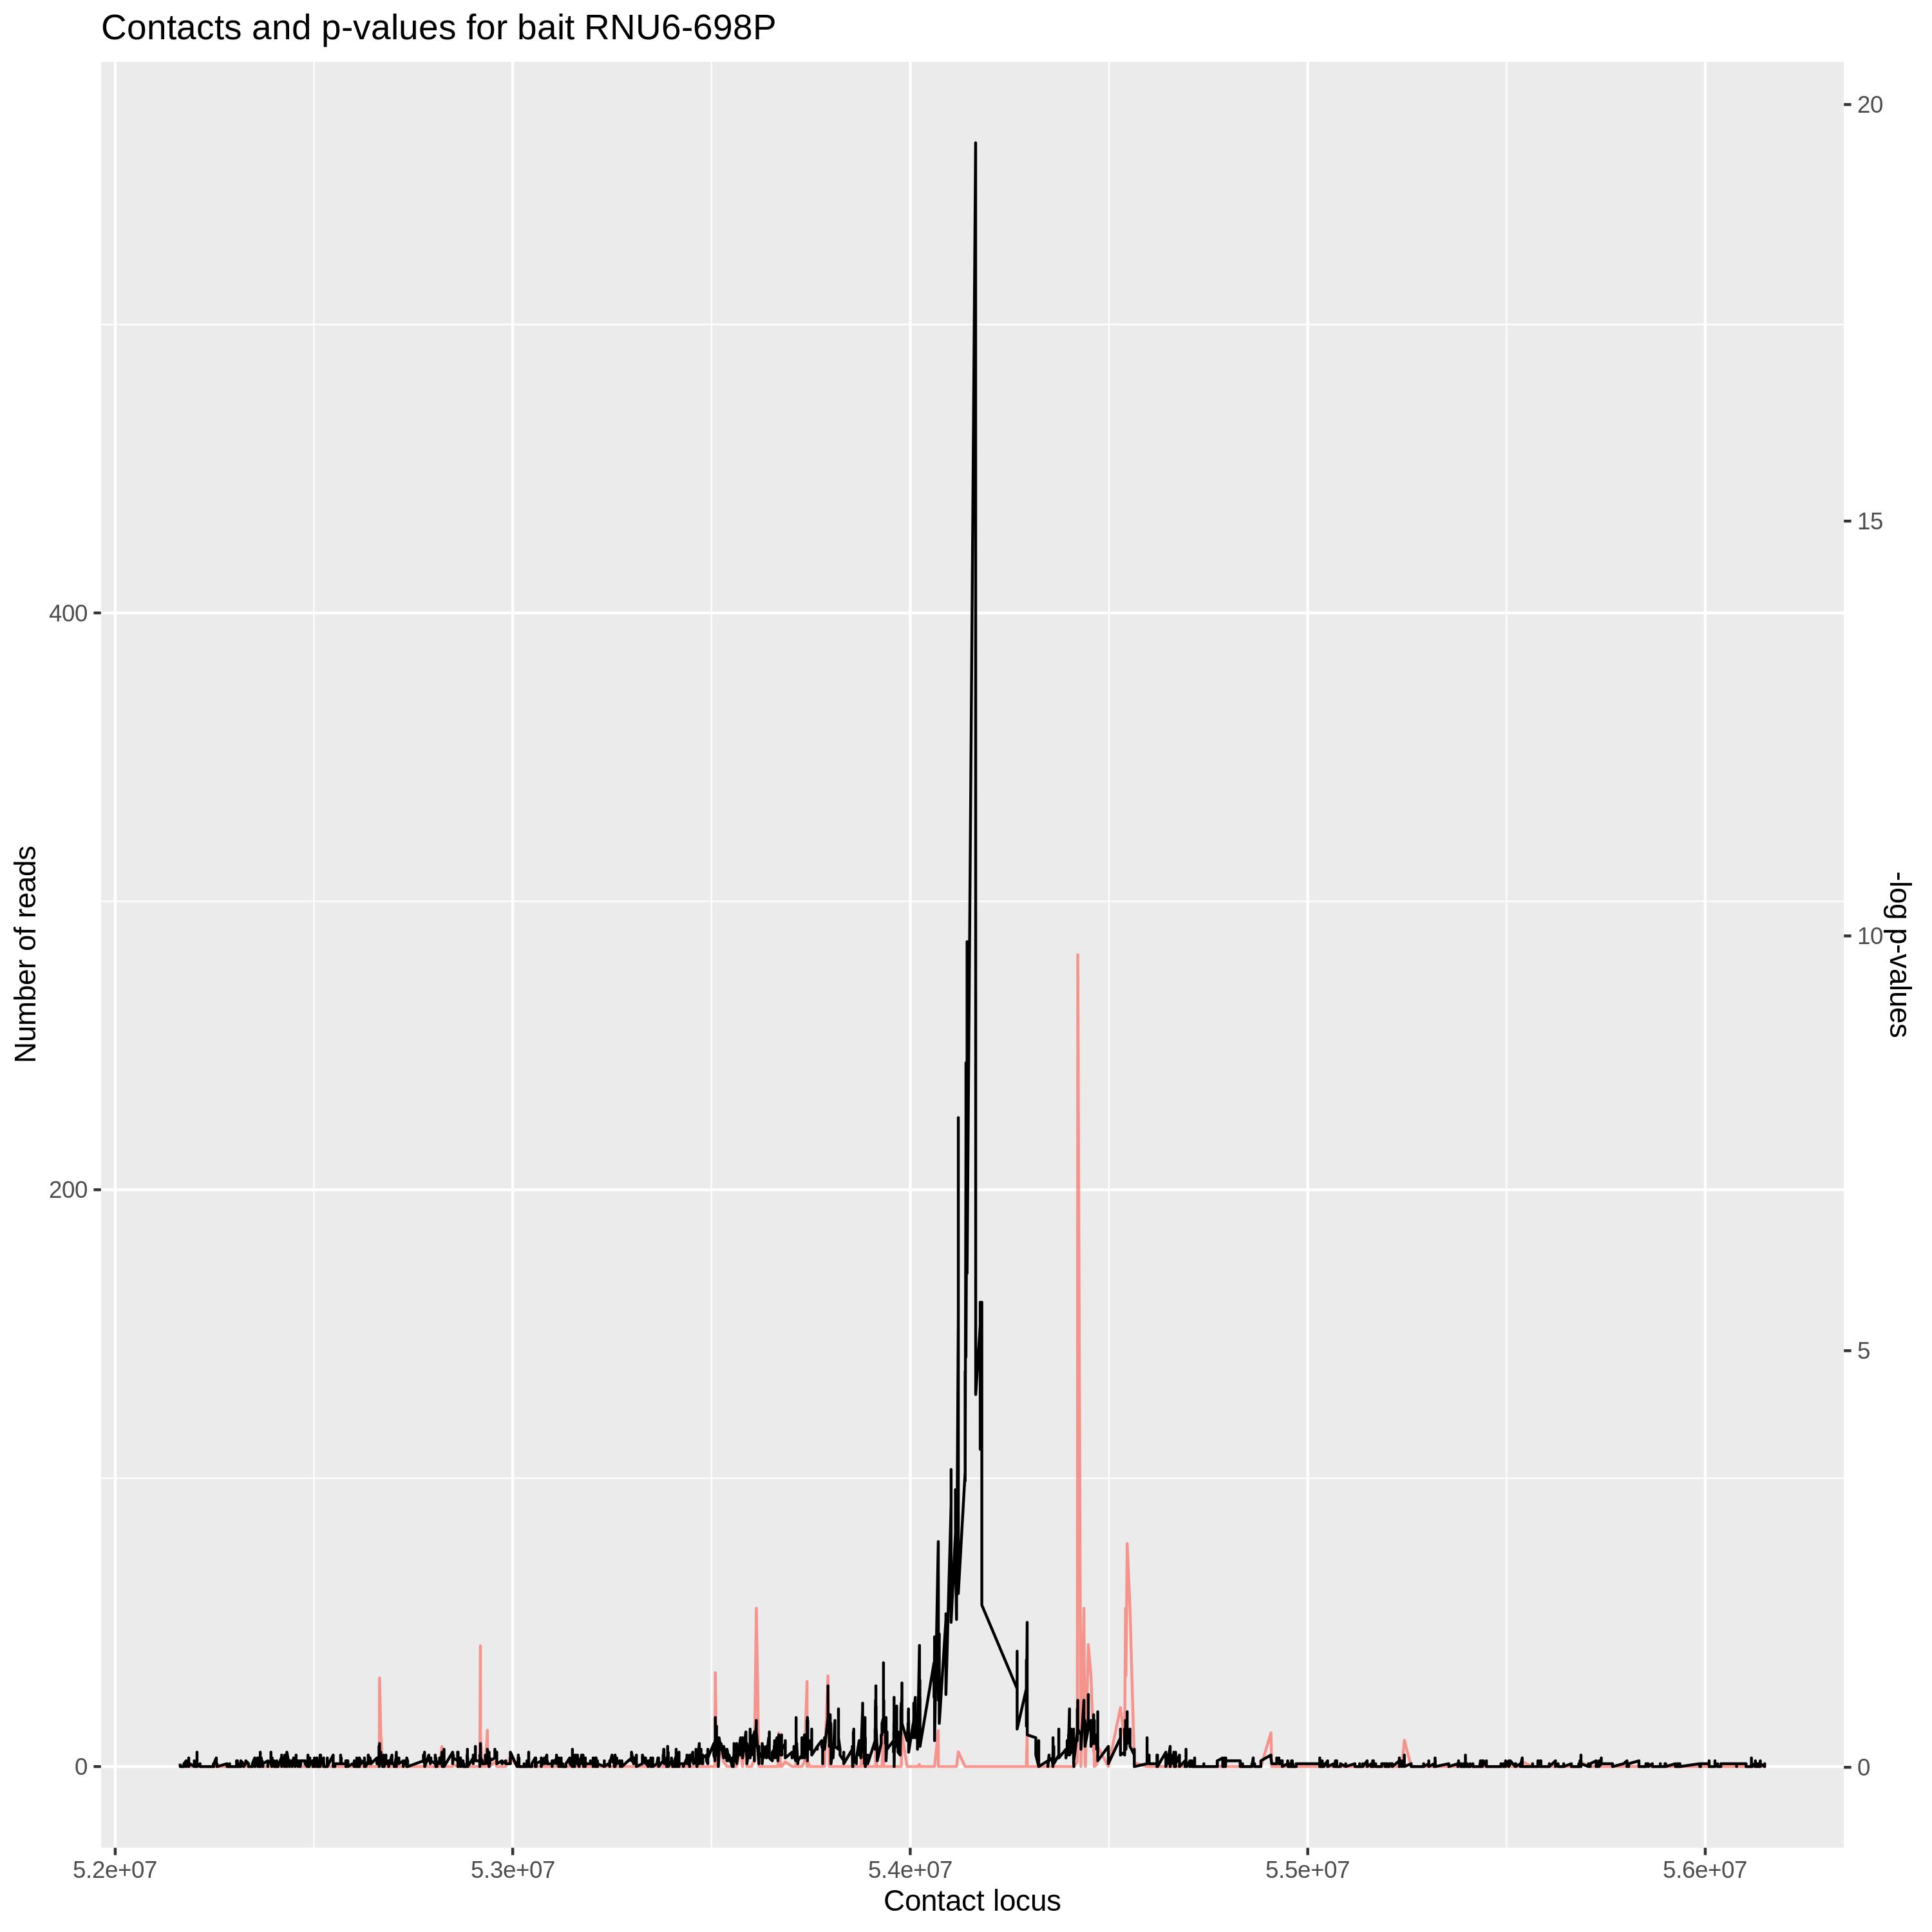 Contacts and p-values for bait RNU6-698P
Number of reads
400
200
0
20
15
10
5
0
-log p-values
5.2e+07
5.3e+07
5.4e+07
5.5e+07
5.6e+07
Contact locus